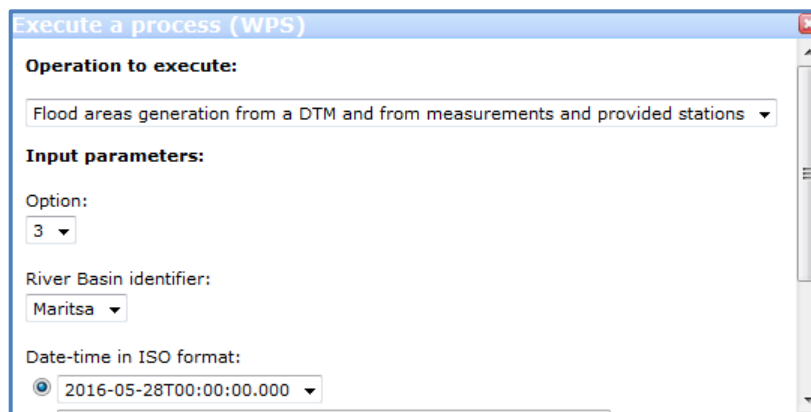 Execute a process (WPS)
Operation to execute:
Flood areas generation from a DTM and from measurements and provided stations
Input parameters:
Option:
3
River Basin identifier:
Maritsa
Date-time in ISO format:
2016-05-28T00:00:00.000